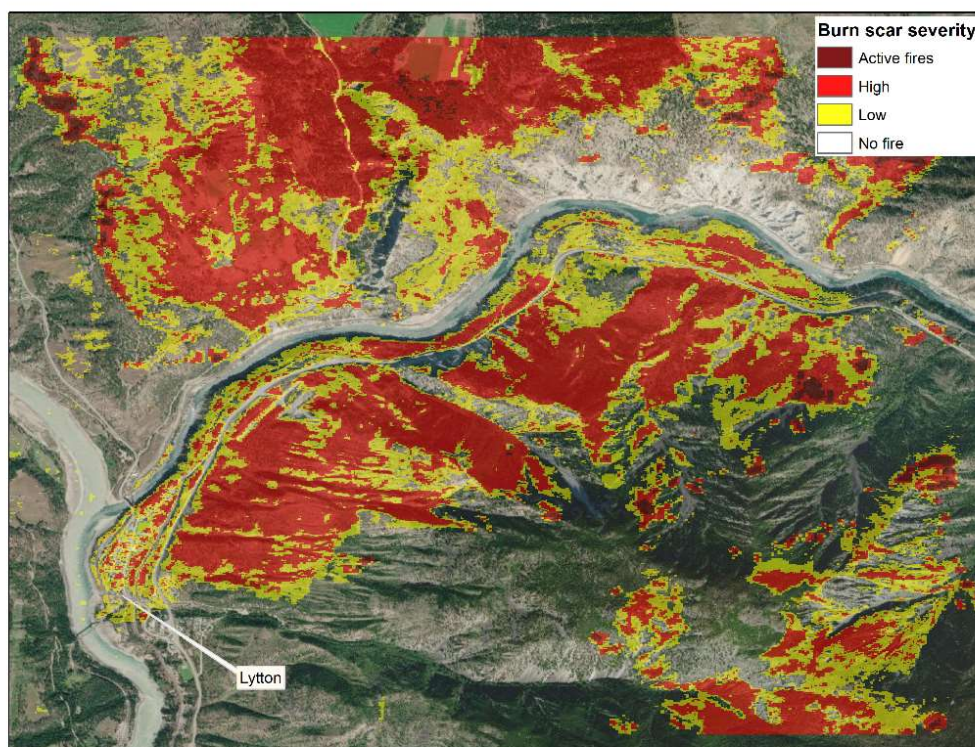 Burn scar severity
Active fires
High
Low
No fire
Lytton